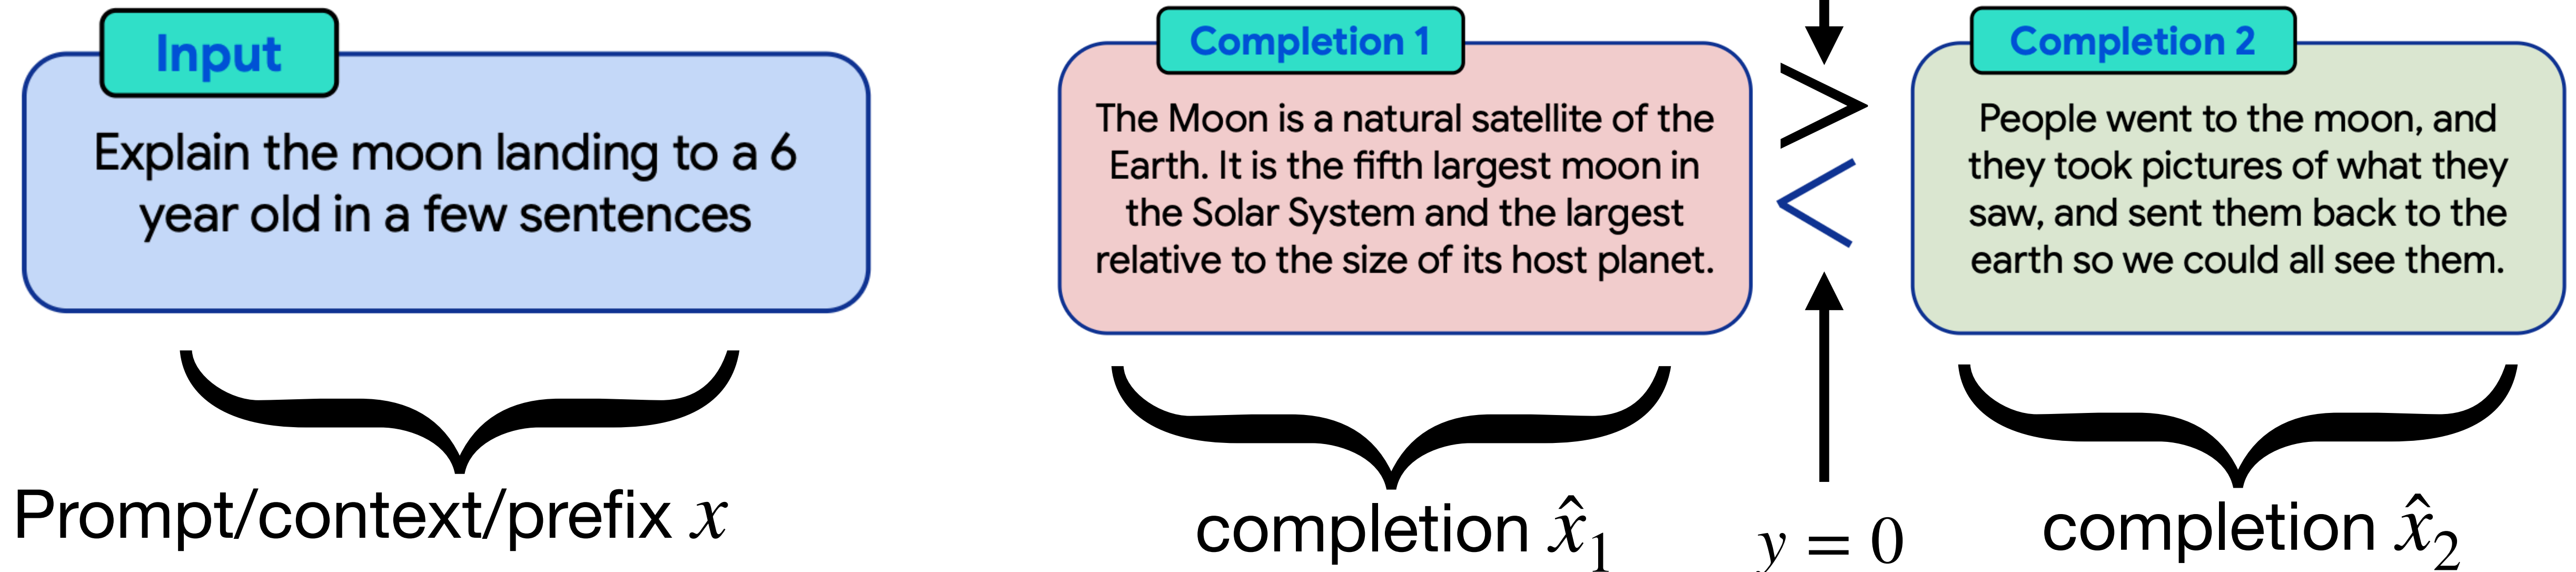 Input
Explain the moon landing to a 6
year old in a few sentences
Prompt/context/prefix x
Completion 1
The Moon is a natural satellite of the
Earth. It is the fifth largest moon in
the Solar System and the largest
relative to the size of its host planet.
completion x̂₁
>
<
y = 0
Completion 2
People went to the moon, and
they took pictures of what they
saw, and sent them back to the
earth so we could all see them.
completion x̂₂